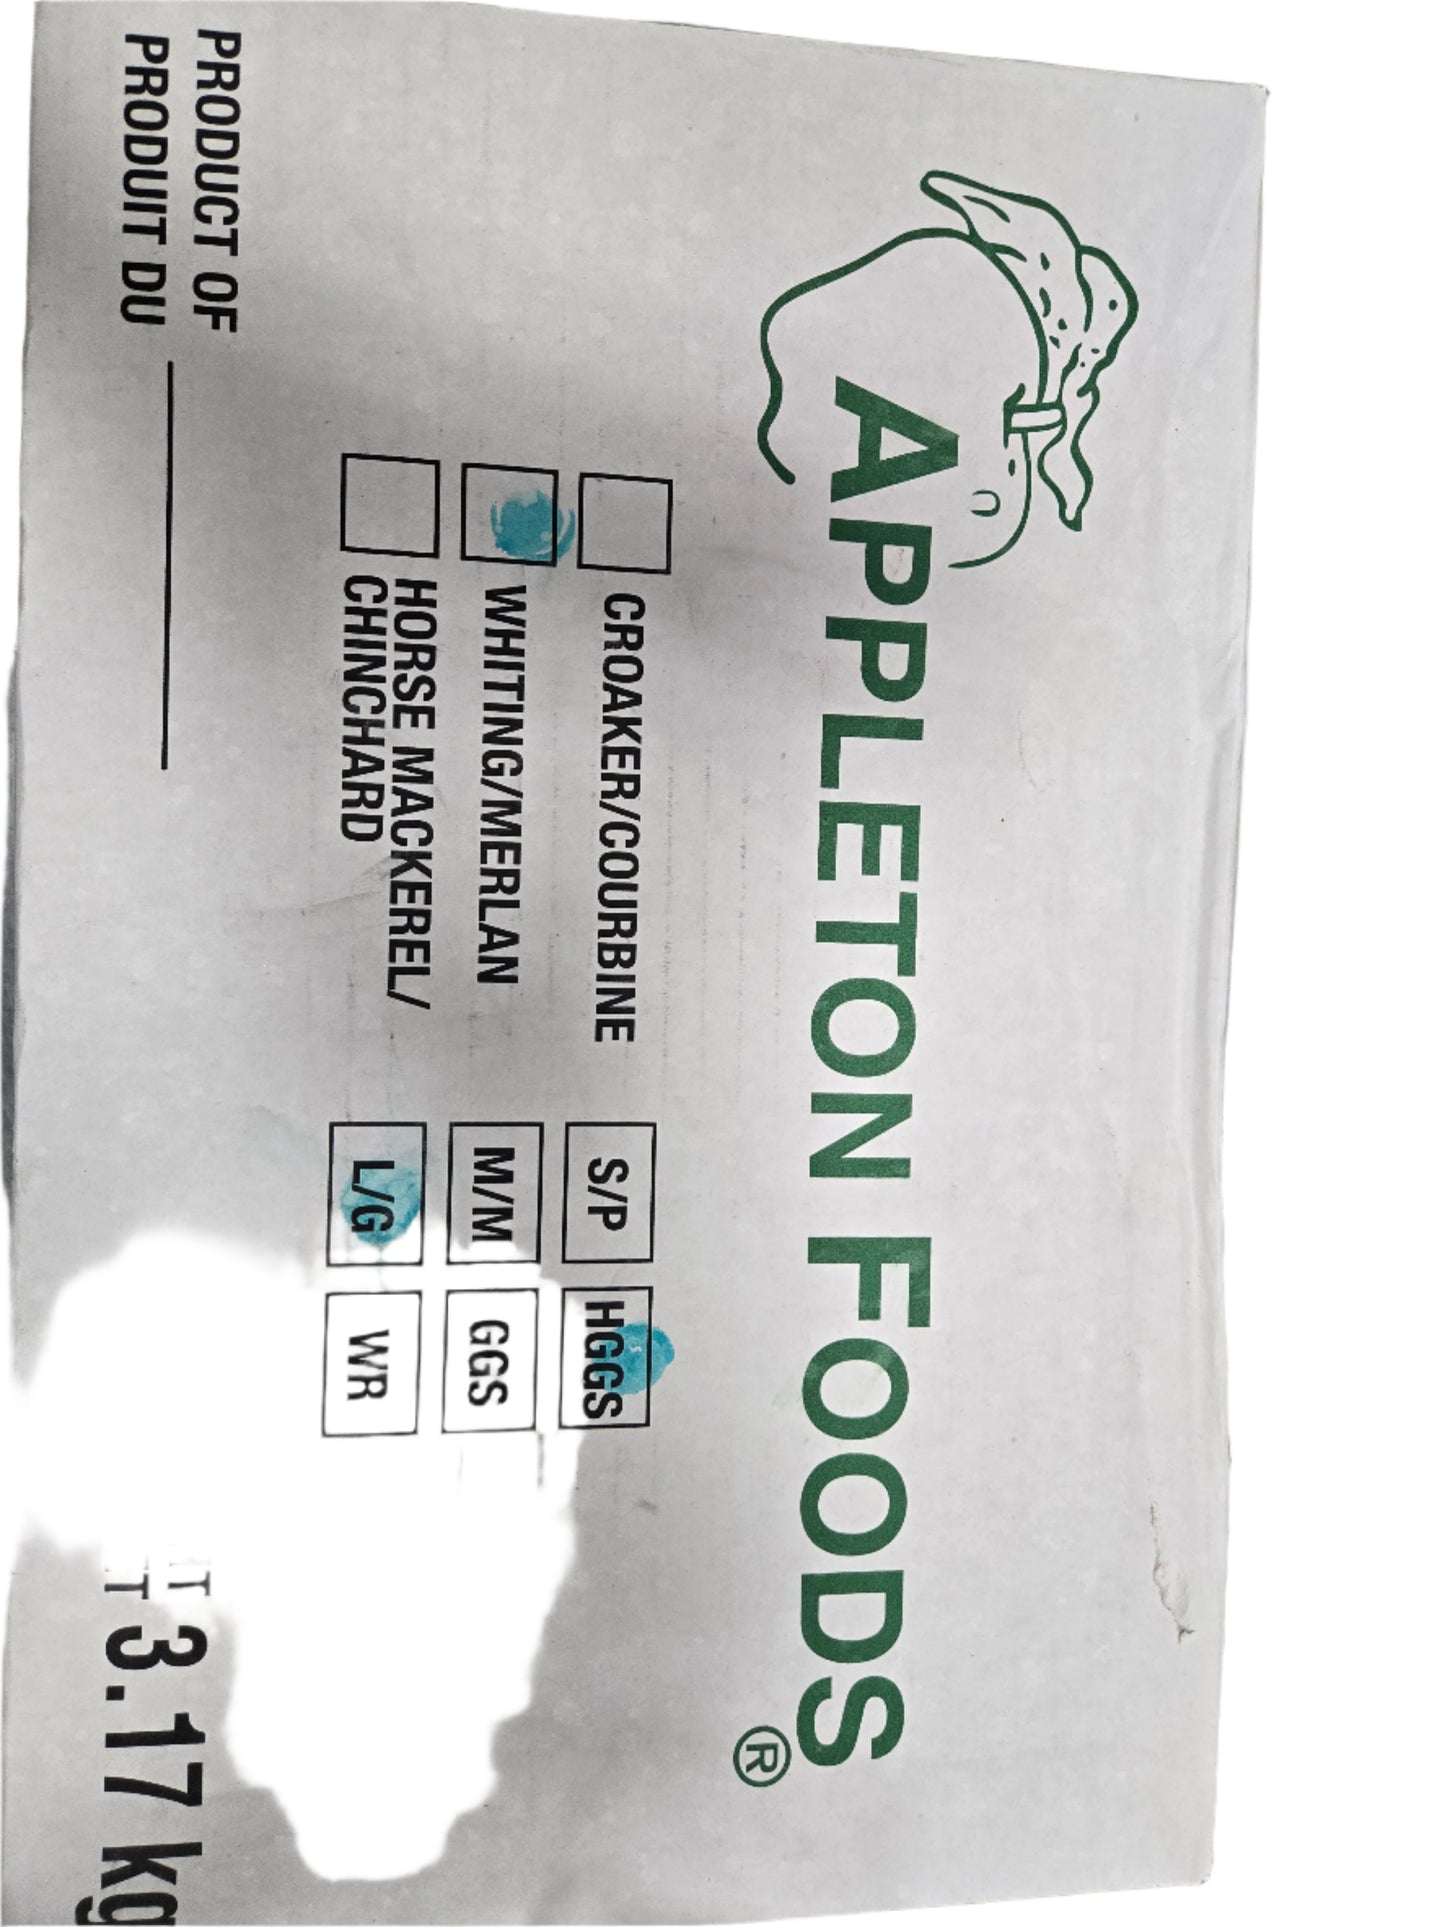 APPLETON FOODS®
CROAKER/COURBINE
WHITING/MERLAN
HORSE MACKEREL/
CHINCHARD
S/P HGGS
M/M GGS
L/G WR
PRODUCT OF
PRODUIT DU
3.17 kg